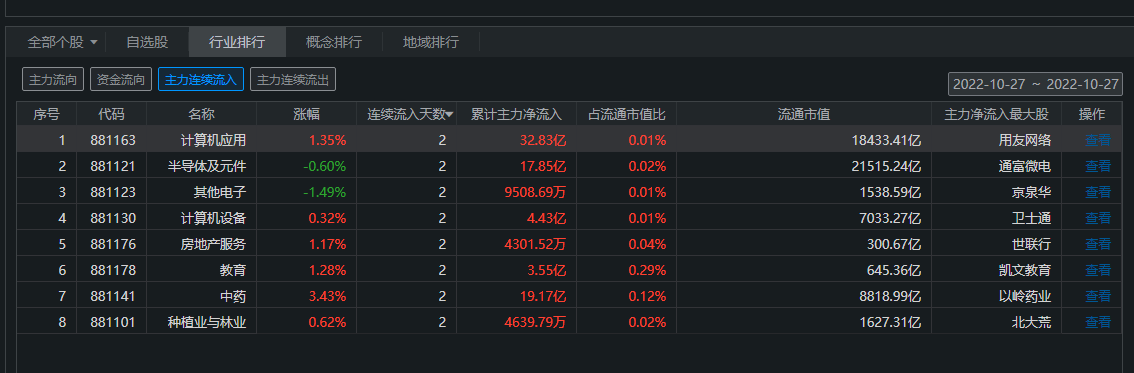 全部个股 自选股 行业排行 概念排行 地域排行
主力流向 资金流向 主力连续流入 主力连续流出 2022-10-27 ~ 2022-10-27
序号 代码 名称 涨幅 连续流入天数 累计主力净流入 占流通市值比 流通市值 主力净流入最大股 操作
1 881163 计算机应用 1.35% 2 32.83亿 0.01% 18433.41亿 用友网络 查看
2 881121 半导体及元件 -0.60% 2 17.85亿 0.02% 21515.24亿 通富微电 查看
3 881123 其他电子 -1.49% 2 9508.69万 0.01% 1538.59亿 京泉华 查看
4 881130 计算机设备 0.32% 2 4.43亿 0.01% 7033.27亿 卫士通 查看
5 881176 房地产服务 1.17% 2 4301.52万 0.04% 300.67亿 世联行 查看
6 881178 教育 1.28% 2 3.55亿 0.29% 645.36亿 凯文教育 查看
7 881141 中药 3.43% 2 19.17亿 0.12% 8818.99亿 以岭药业 查看
8 881101 种植业与林业 0.62% 2 4639.79万 0.02% 1627.31亿 北大荒 查看